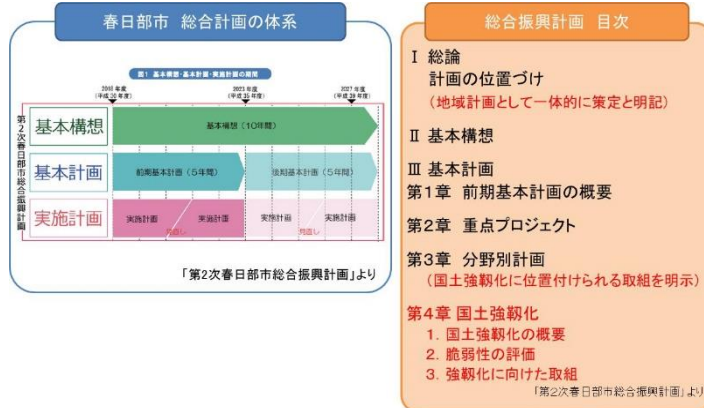 春日部市 総合計画の体系
図1 基本構想・基本計画・実施計画の期間
2018年度
(平成30年度)
2023年度
(平成35年度)
2027年度
(平成39年度)
第2次春日部市総合振興計画
基本構想
基本構想(10年間)
基本計画
前期基本計画(5年間)
後期基本計画(5年間)
実施計画
実施計画
実施計画
見直し
実施計画
実施計画
見直し
「第2次春日部市総合振興計画」より
総合振興計画 目次
Ⅰ 総論
計画の位置づけ
(地域計画として一体的に策定と明記)
Ⅱ 基本構想
Ⅲ 基本計画
第1章 前期基本計画の概要
第2章 重点プロジェクト
第3章 分野別計画
(国土強靱化に位置付けられる取組を明示)
第4章 国土強靱化
1. 国土強靱化の概要
2. 脆弱性の評価
3. 強靱化に向けた取組
「第2次春日部市総合振興計画」より